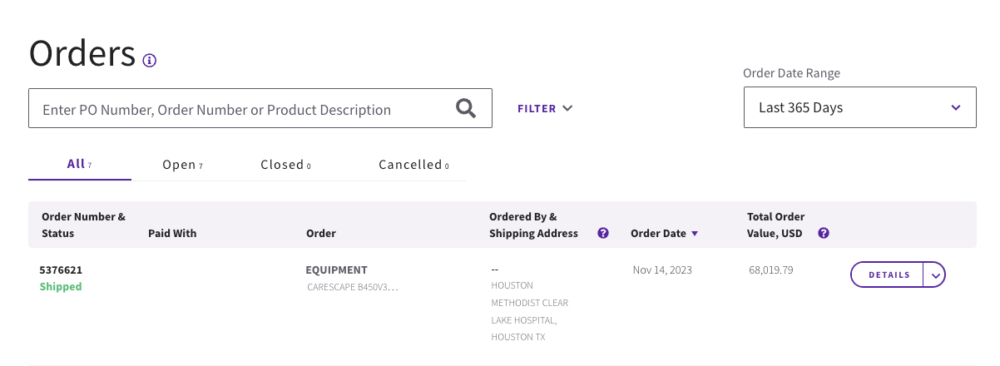 Orders
Order Date Range
Enter PO Number, Order Number or Product Description
FILTER
Last 365 Days
All 7
Open 7
Closed 0
Cancelled 0
Order Number &
Status
Paid With
Order
Ordered By &
Shipping Address
Order Date
Total Order
Value, USD
5376621
Shipped
EQUIPMENT
CARESCAPE B450V3...
--
HOUSTON
METHODIST CLEAR
LAKE HOSPITAL,
HOUSTON TX
Nov 14, 2023
68,019.79
DETAILS